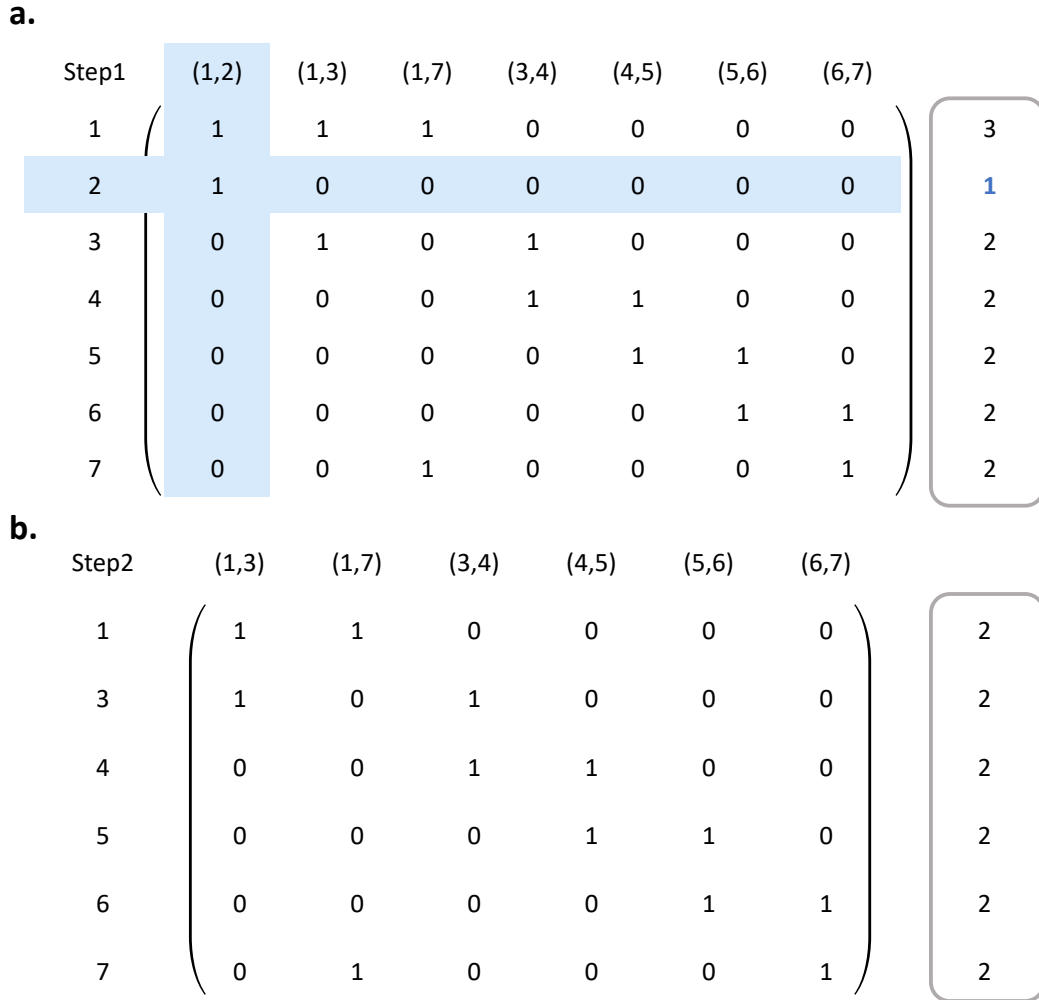 a.
Step1 (1,2) (1,3) (1,7) (3,4) (4,5) (5,6) (6,7)
1 1 1 1 0 0 0 0 3
2 1 0 0 0 0 0 0 1
3 0 1 0 1 0 0 0 2
4 0 0 0 1 1 0 0 2
5 0 0 0 0 1 1 0 2
6 0 0 0 0 0 1 1 2
7 0 0 1 0 0 0 1 2
b.
Step2 (1,3) (1,7) (3,4) (4,5) (5,6) (6,7)
1 1 1 0 0 0 0 2
3 1 0 1 0 0 0 2
4 0 0 1 1 0 0 2
5 0 0 0 1 1 0 2
6 0 0 0 0 1 1 2
7 0 1 0 0 0 1 2